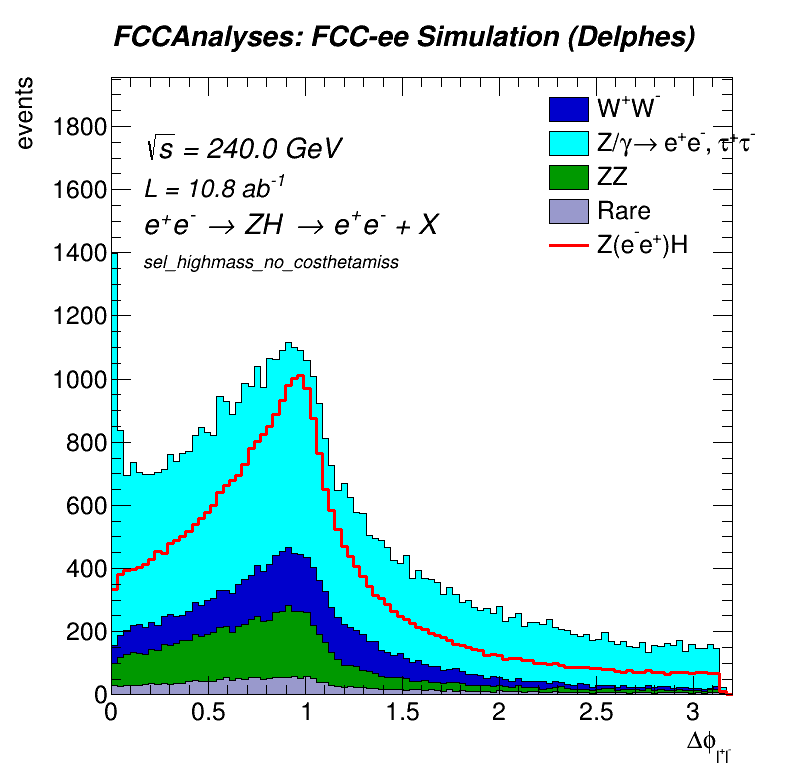 FCCAnalyses: FCC-ee Simulation (Delphes)
events
√s = 240.0 GeV
L = 10.8 ab⁻¹
e⁺e⁻ → ZH → e⁺e⁻ + X
sel_highmass_no_costhetamiss
W⁺W⁻
Z/γ→ e⁺e⁻, τ⁺τ⁻
ZZ
Rare
Z(e⁻e⁺)H
1800
1600
1400
1200
1000
800
600
400
200
0
0 0.5 1 1.5 2 2.5 3
Δϕ_l⁺l⁻